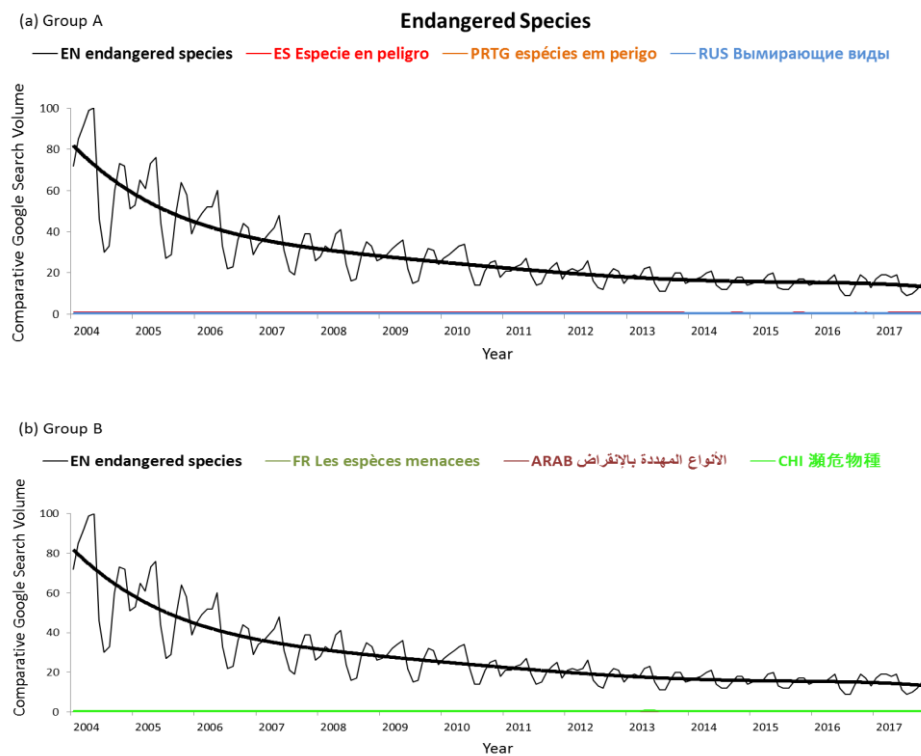 (a) Group A
Endangered Species
EN endangered species ES Especie en peligro PRTG espécies em perigo RUS Вымирающие виды
Comparative Google Search Volume
100
80
60
40
20
0
2004 2005 2006 2007 2008 2009 2010 2011 2012 2013 2014 2015 2016 2017
Year
(b) Group B
EN endangered species FR Les espèces menacees ARAB الأنواع المهددة بالإنقراض CHI 瀕危物種
Comparative Google Search Volume
100
80
60
40
20
0
2004 2005 2006 2007 2008 2009 2010 2011 2012 2013 2014 2015 2016 2017
Year